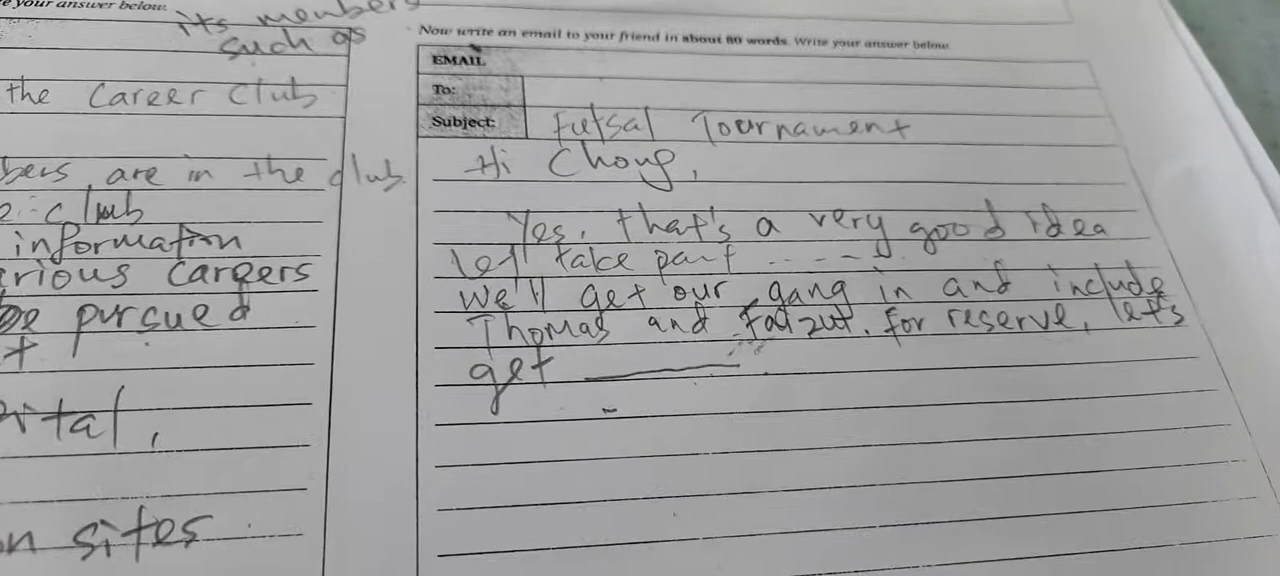 e your answer below.
its members
such as
the Career Club
bers, are in the club.
club
information
rious careers
be pursued
t
rtal,
n sites
Now write an email to your friend in about 80 words. Write your answer below.
EMAIL
To:
Subject: Futsal Tournament
Hi Chong,
Yes, that's a very good idea
let' take part
We'll get our gang in and include
Thomas and for reserve, let's
get